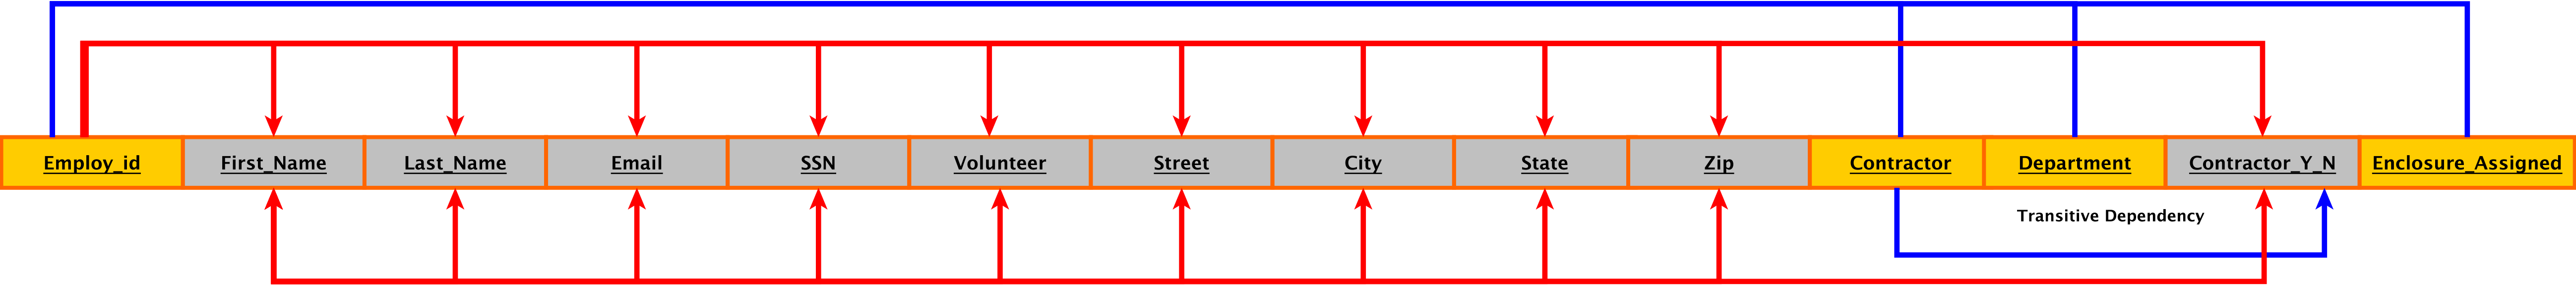 Employ_id First_Name Last_Name Email SSN Volunteer Street City State Zip Contractor Department Contractor_Y_N Enclosure_Assigned
Transitive Dependency